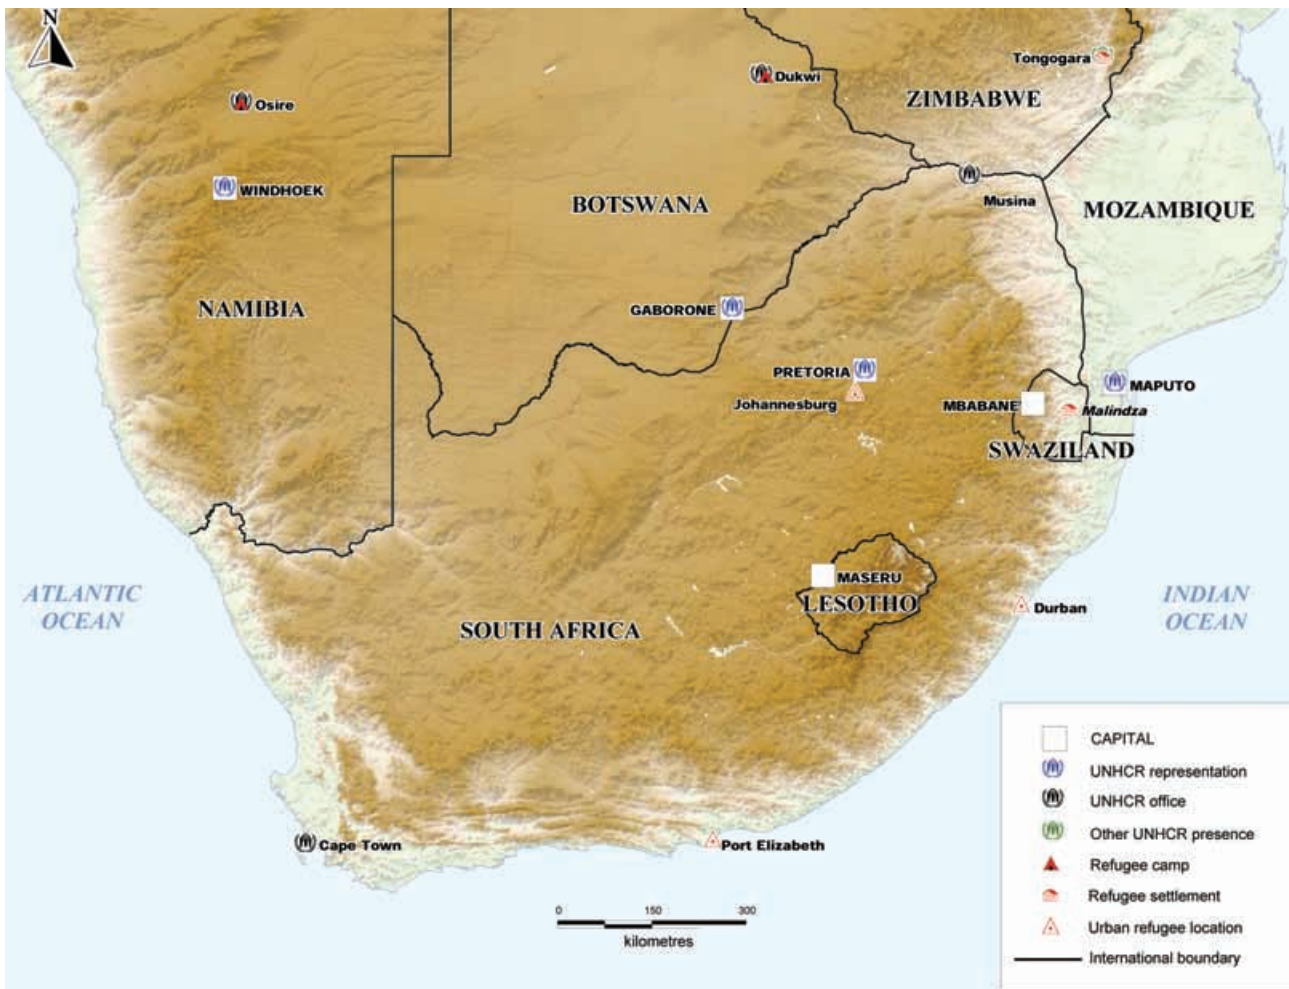 N
Tongogara
Dukwi
ZIMBABWE
Osire
WINDHOEK
BOTSWANA
Musina
MOZAMBIQUE
NAMIBIA
GABORONE
PRETORIA
MAPUTO
Johannesburg
MBABANE
Malindza
SWAZILAND
MASERU
LESOTHO
ATLANTIC
OCEAN
Durban
INDIAN
OCEAN
SOUTH AFRICA
Cape Town
Port Elizabeth
0 150 300
kilometres
CAPITAL
UNHCR representation
UNHCR office
Other UNHCR presence
Refugee camp
Refugee settlement
Urban refugee location
International boundary